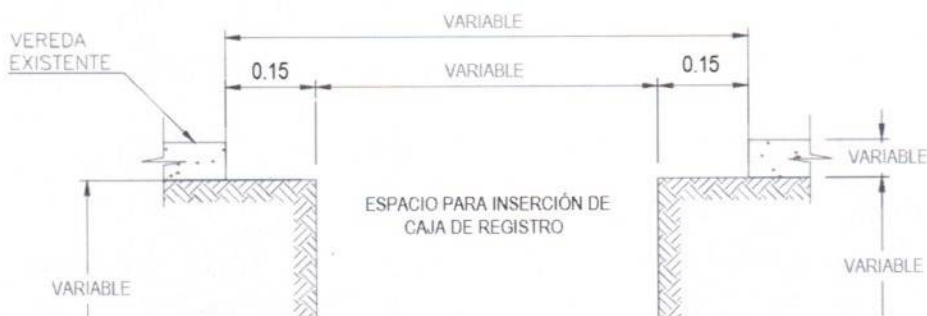 VARIABLE
VEREDA
EXISTENTE
0.15
VARIABLE
0.15
VARIABLE
ESPACIO PARA INSERCIÓN DE
CAJA DE REGISTRO
VARIABLE
VARIABLE